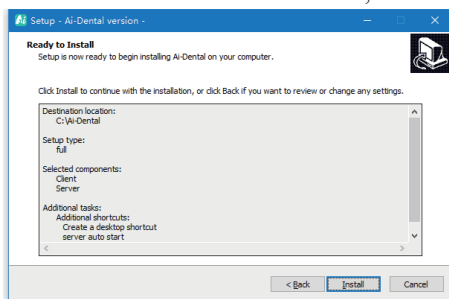 Ai Setup - Ai-Dental version -
Ready to Install
Setup is now ready to begin installing Ai-Dental on your computer.
Click Install to continue with the installation, or click Back if you want to review or change any settings.
Destination location:
C:\Ai-Dental
Setup type:
full
Selected components:
Client
Server
Additional tasks:
Additional shortcuts:
Create a desktop shortcut
server auto start
< Back Install Cancel